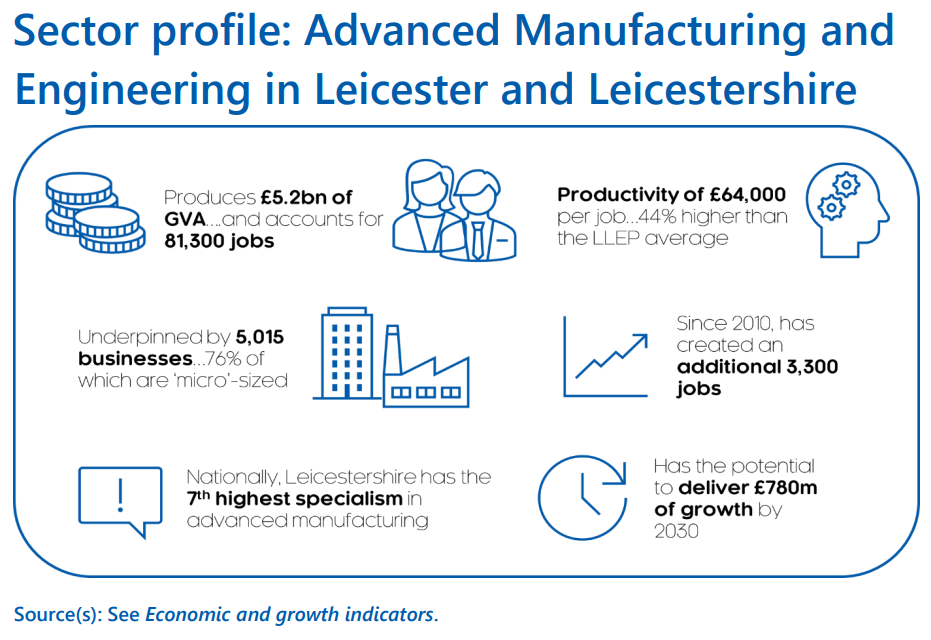 Sector profile: Advanced Manufacturing and
Engineering in Leicester and Leicestershire
Produces £5.2bn of
GVA....and accounts for
81,300 jobs
Productivity of £64,000
per job...44% higher than
the LLEP average
Underpinned by 5,015
businesses...76% of
which are ‘micro’-sized
Since 2010, has
created an
additional 3,300
jobs
Nationally, Leicestershire has the
7th highest specialism in
advanced manufacturing
Has the potential
to deliver £780m
of growth by
2030
Source(s): See Economic and growth indicators.